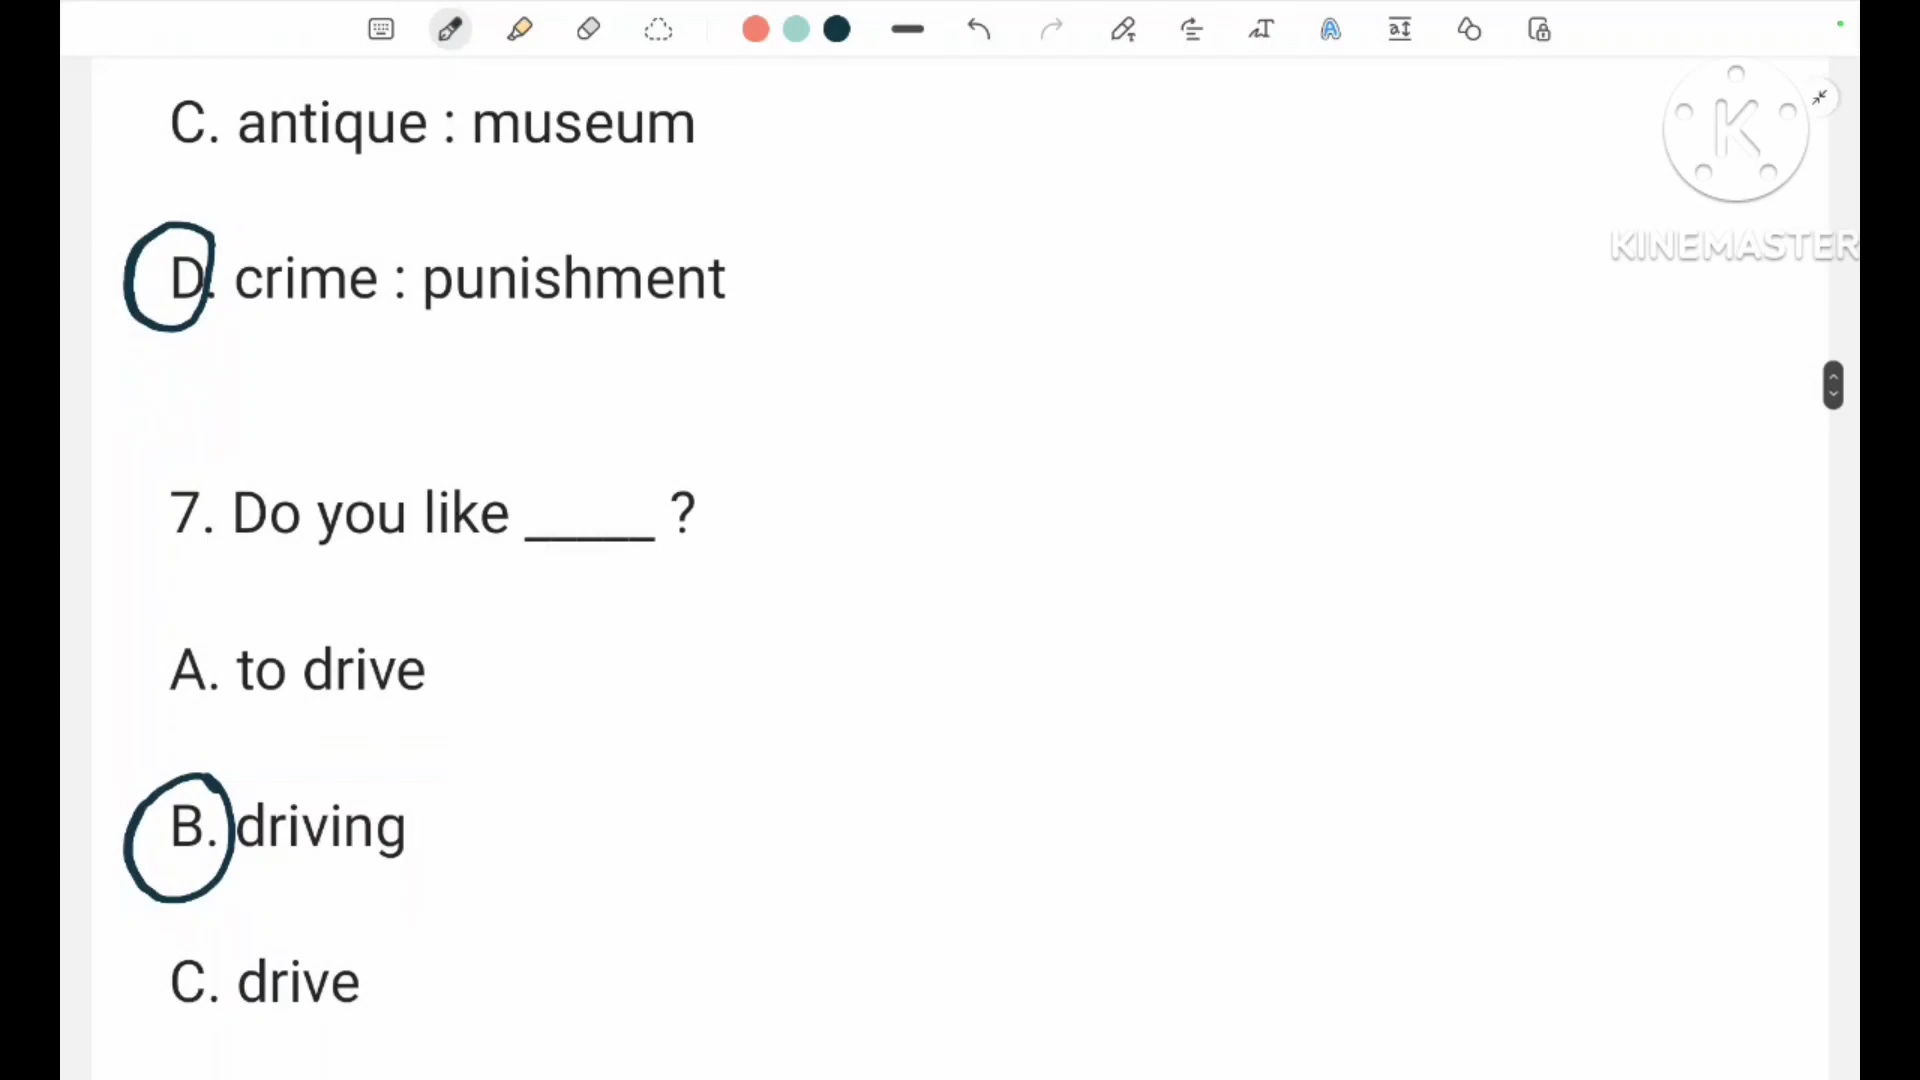 C. antique : museum
K
KINEMASTER
D. crime : punishment
7. Do you like _____ ?
A. to drive
B. driving
C. drive